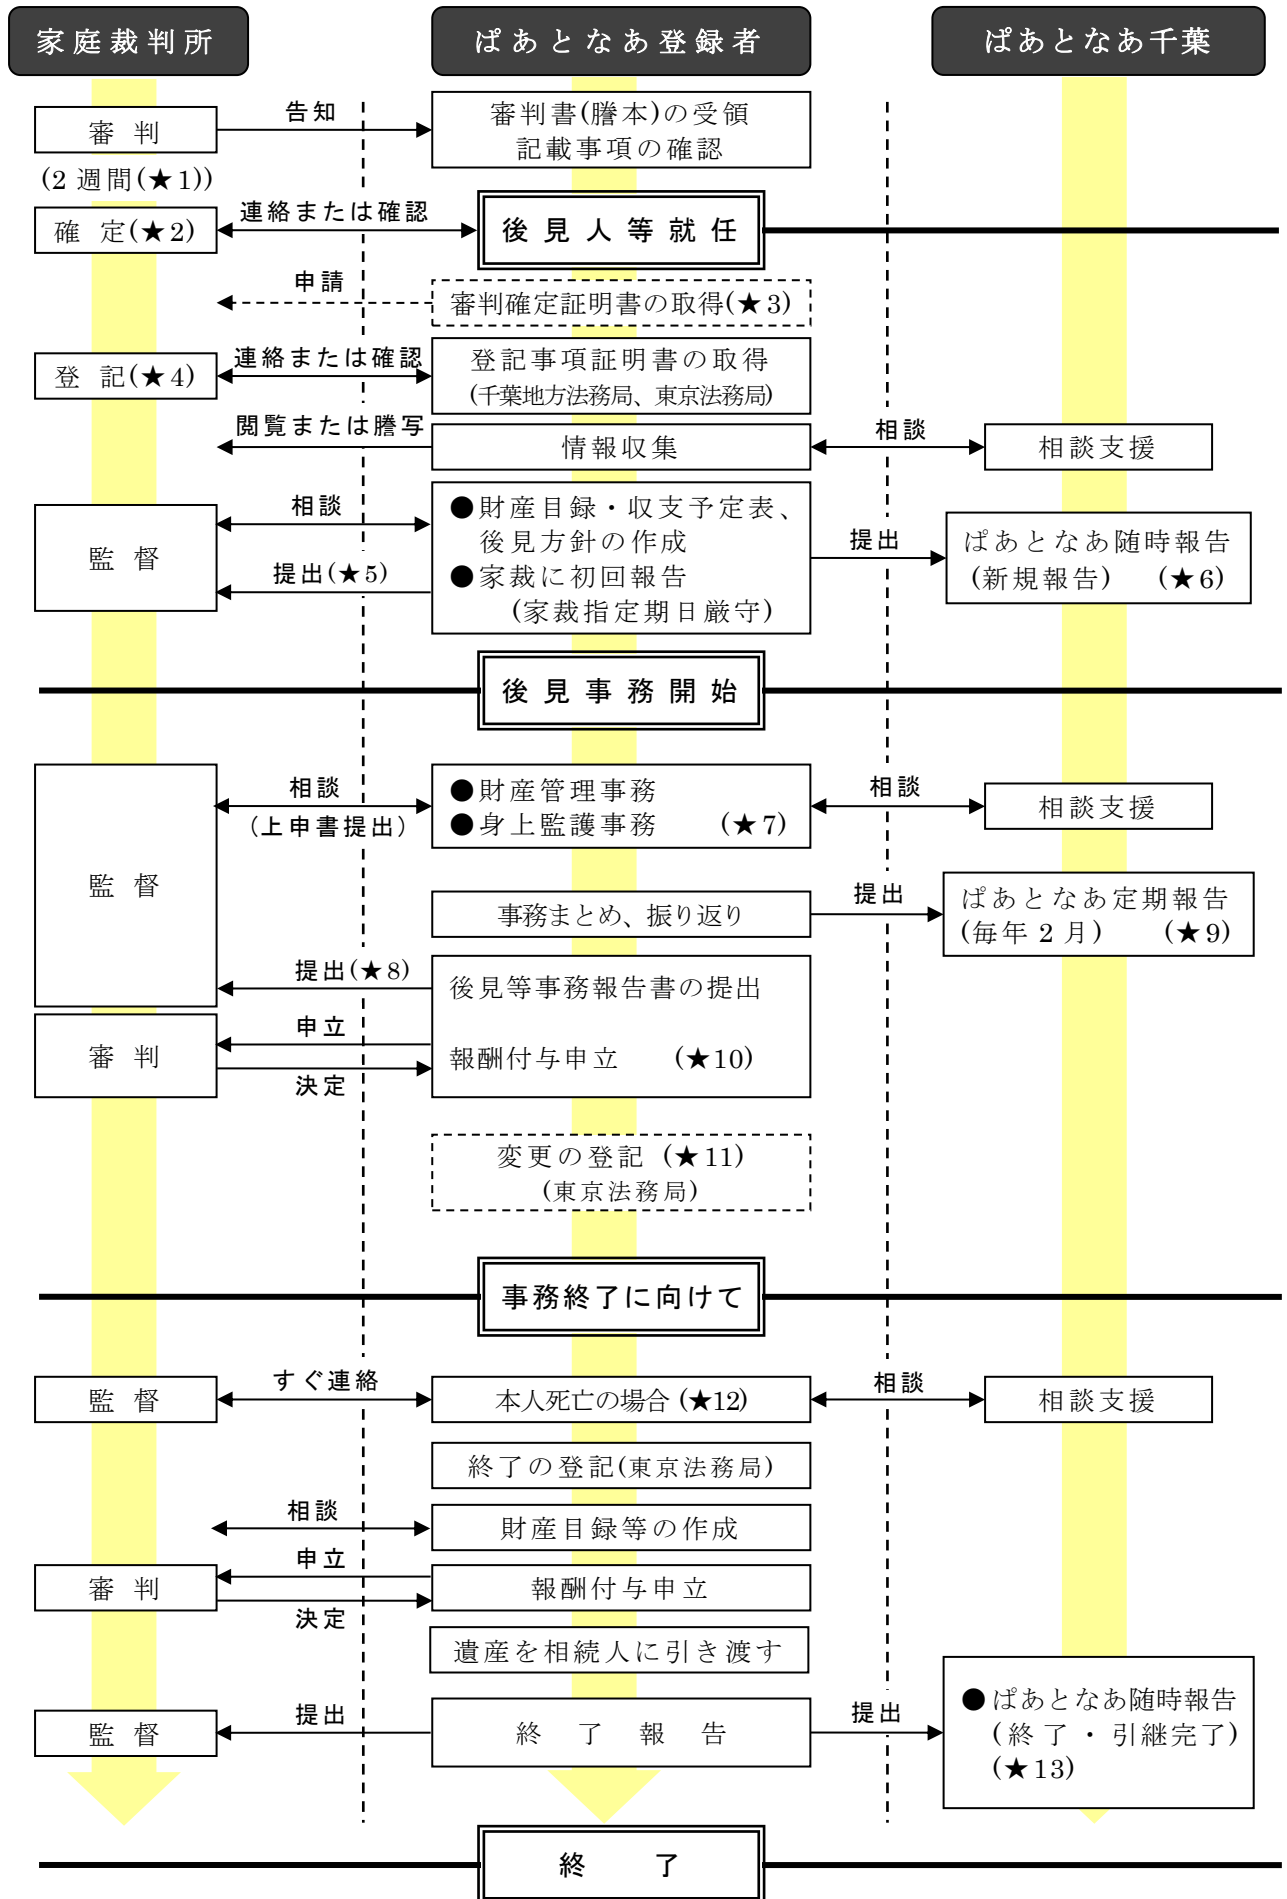 家庭裁判所
ぱあとなあ登録者
ぱあとなあ千葉
審 判
告知
審判書(謄本)の受領
記載事項の確認
(2 週間(★1))
確 定(★2)
連絡または確認
後見人等就任
申請
審判確定証明書の取得(★3)
登 記(★4)
連絡または確認
登記事項証明書の取得
(千葉地方法務局、東京法務局)
閲覧または謄写
情報収集
相談
相談支援
監 督
相談
提出(★5)
●財産目録・収支予定表、
後見方針の作成
●家裁に初回報告
(家裁指定期日厳守)
提出
ぱあとなあ随時報告
(新規報告) (★6)
後見事務開始
監 督
相談
(上申書提出)
●財産管理事務
●身上監護事務 (★7)
相談
相談支援
事務まとめ、振り返り
提出
ぱあとなあ定期報告
(毎年 2 月) (★9)
提出(★8)
後見等事務報告書の提出
審 判
申立
決定
報酬付与申立 (★10)
変更の登記 (★11)
(東京法務局)
事務終了に向けて
監 督
すぐ連絡
本人死亡の場合 (★12)
相談
相談支援
終了の登記(東京法務局)
相談
財産目録等の作成
審 判
申立
決定
報酬付与申立
遺産を相続人に引き渡す
監 督
提出
終 了 報 告
提出
●ぱあとなあ随時報告
(終了・引継完了)
(★13)
終 了